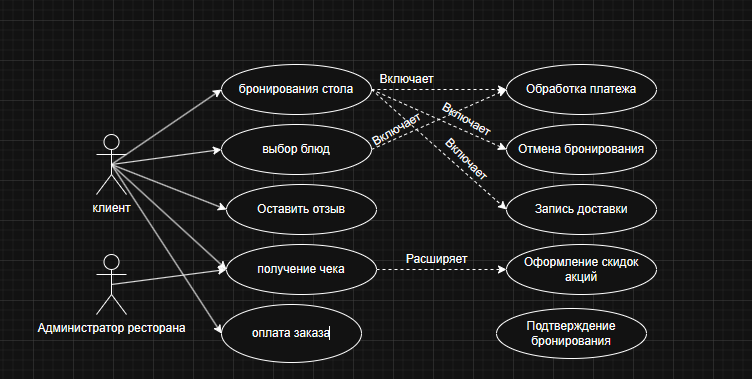 бронирования стола
Включает
Обработка платежа
Включает
Включает
выбор блюд
Отмена бронирования
Включает
клиент
Оставить отзыв
Запись доставки
получение чека
Расширяет
Оформление скидок
акций
Администратор ресторана
оплата заказа
Подтверждение
бронирования